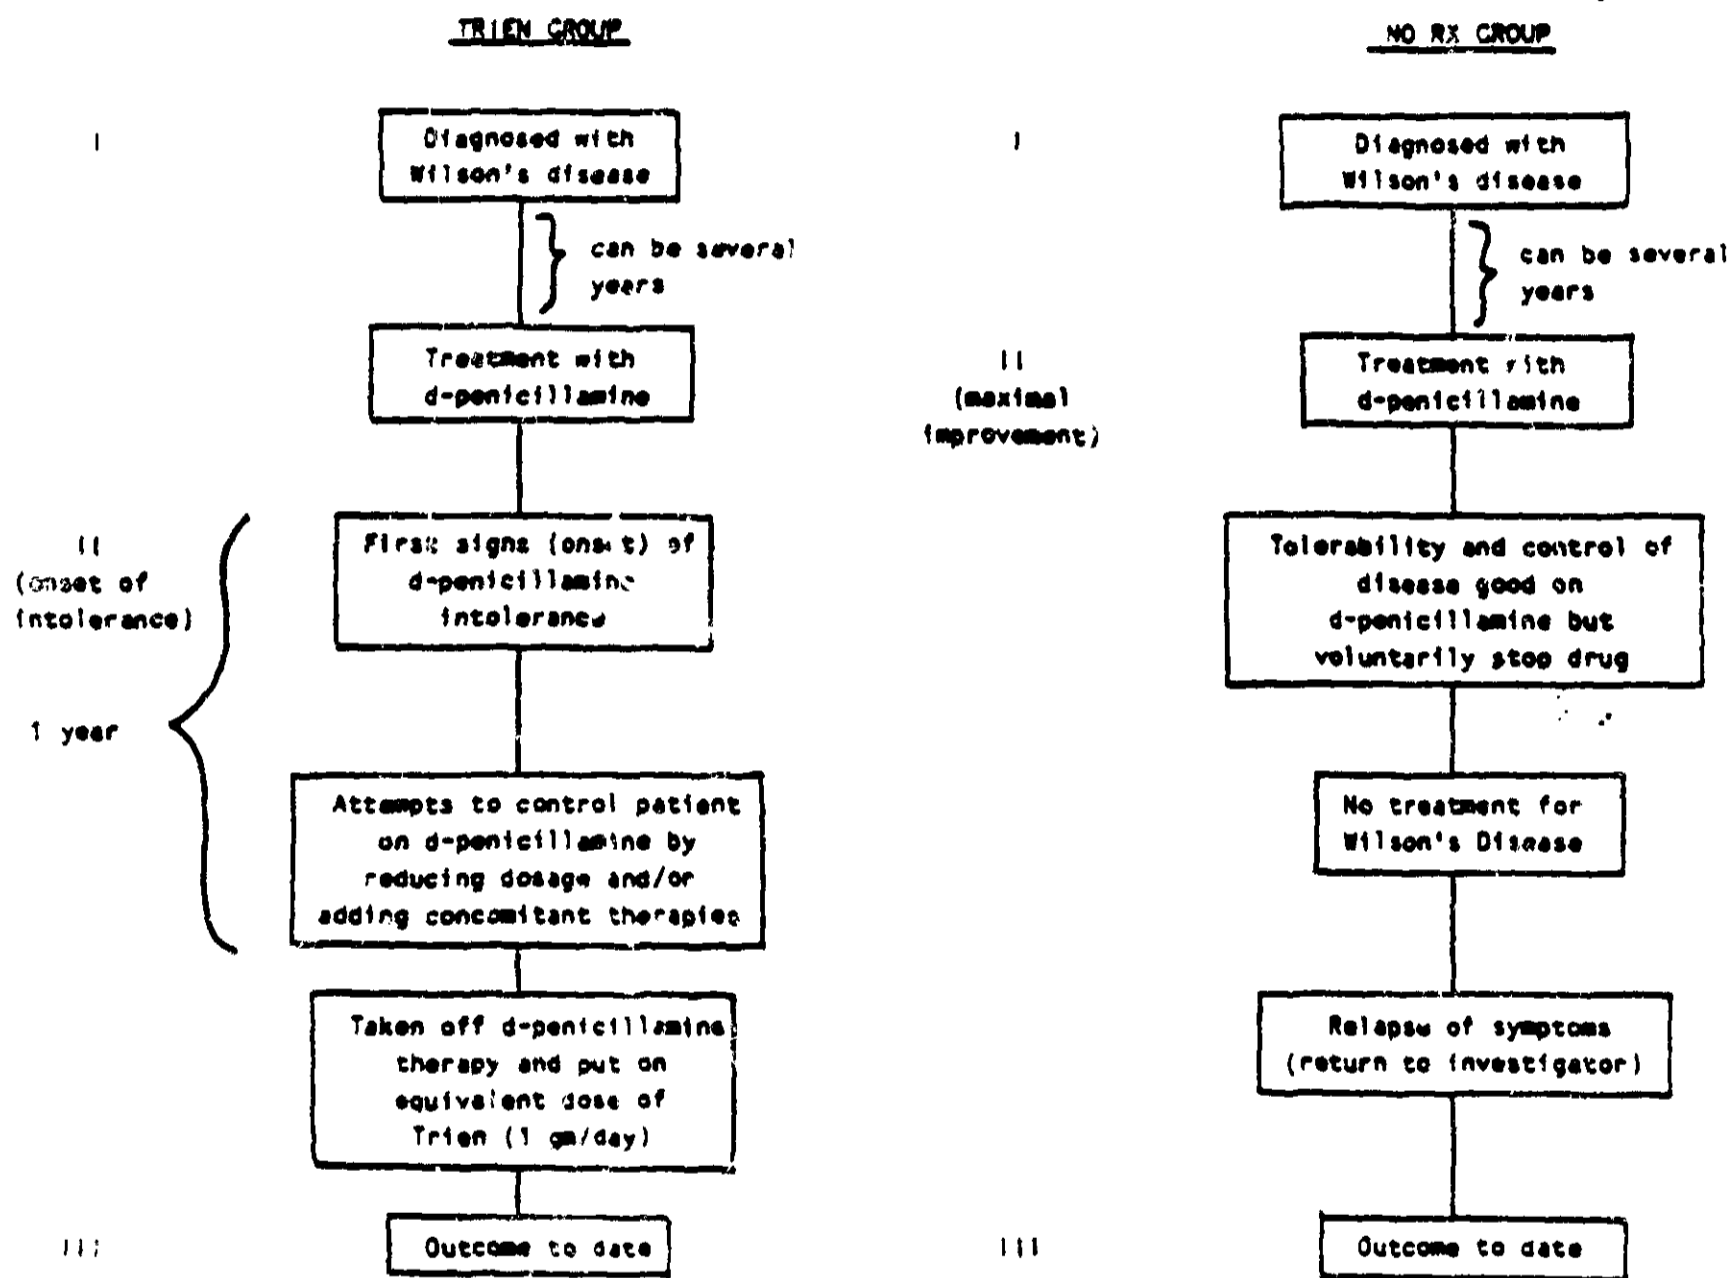 TRIEN GROUP
I
Diagnosed with
Wilson's disease
can be several
years
Treatment with
d-penicillamine
II
(onset of
intolerance)
First signs (onset) of
d-penicillamine
intolerance
1 year
Attempts to control patient
on d-penicillamine by
reducing dosage and/or
adding concomitant therapies
Taken off d-penicillamine
therapy and put on
equivalent dose of
Trien (1 gm/day)
III
Outcome to date
NO RX GROUP
I
Diagnosed with
Wilson's disease
can be several
years
II
(maximal
improvement)
Treatment with
d-penicillamine
Tolerability and control of
disease good on
d-penicillamine but
voluntarily stop drug
No treatment for
Wilson's Disease
Relapse of symptoms
(return to investigator)
III
Outcome to date